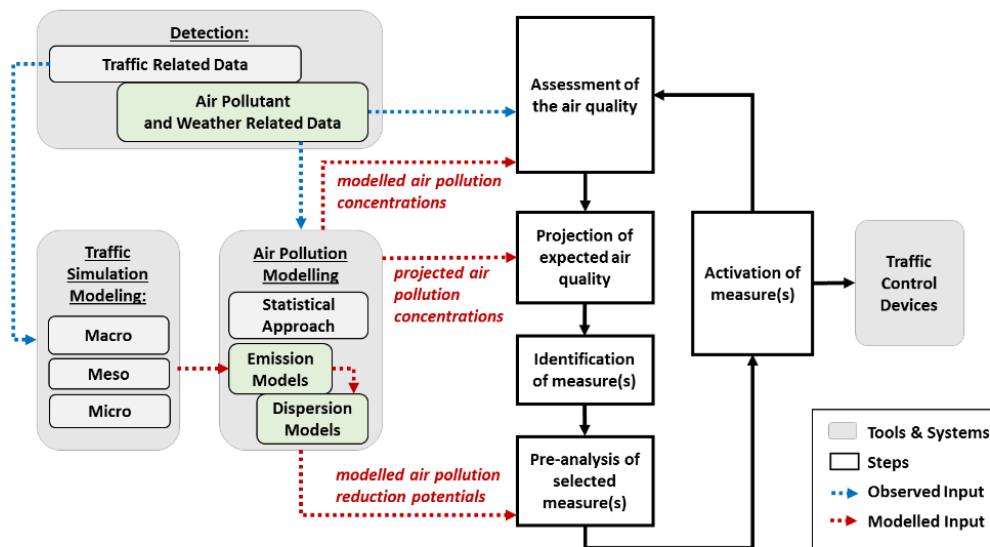 Detection:
Traffic Related Data
Air Pollutant
and Weather Related Data
modelled air pollution
concentrations
Traffic
Simulation
Modeling:
Macro
Meso
Micro
Air Pollution
Modelling
Statistical
Approach
Emission
Models
Dispersion
Models
projected air
pollution
concentrations
modelled air pollution
reduction potentials
Assessment of
the air quality
Projection of
expected air
quality
Identification
of measure(s)
Pre-analysis of
selected
measure(s)
Activation of
measure(s)
Traffic
Control
Devices
Tools & Systems
Steps
Observed Input
Modelled Input